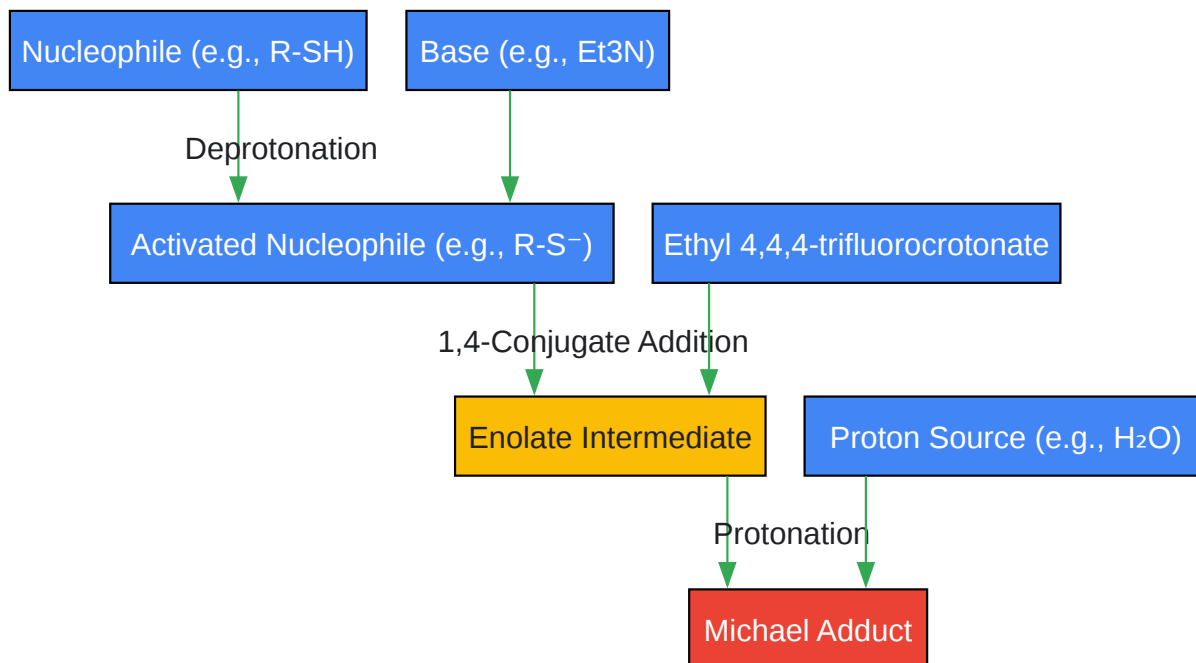 Nucleophile (e.g., R-SH)
Base (e.g., Et3N)
Deprotonation
Activated Nucleophile (e.g., R-S⁻)
Ethyl 4,4,4-trifluorocrotonate
1,4-Conjugate Addition
Enolate Intermediate
Proton Source (e.g., H₂O)
Protonation
Michael Adduct